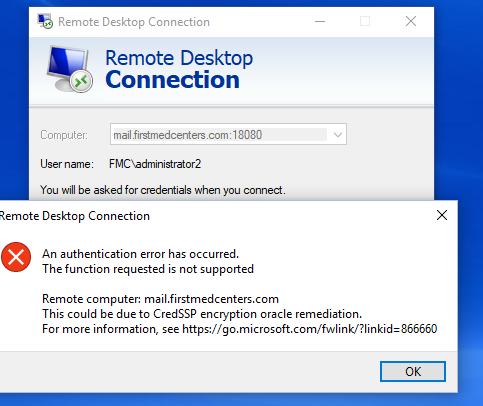 Remote Desktop Connection
Remote Desktop
Connection
Computer:
mail.firstmedcenters.com:18080
User name:
FMC\administrator2
You will be asked for credentials when you connect.
Remote Desktop Connection
An authentication error has occurred.
The function requested is not supported
Remote computer: mail.firstmedcenters.com
This could be due to CredSSP encryption oracle remediation.
For more information, see https://go.microsoft.com/fwlink/?linkid=866660
OK